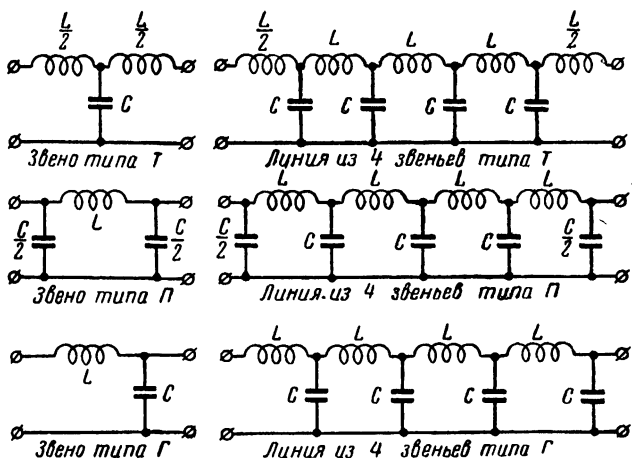 L/2 L/2 L/2 L L L L/2
C C C C C
Звено типа Т Линия из 4 звеньев типа Т
L L L L L
C/2 C/2 C/2 C C C C/2
Звено типа П Линия из 4 звеньев типа П
L L L L L
C C C C C
Звено типа Г Линия из 4 звеньев типа Г